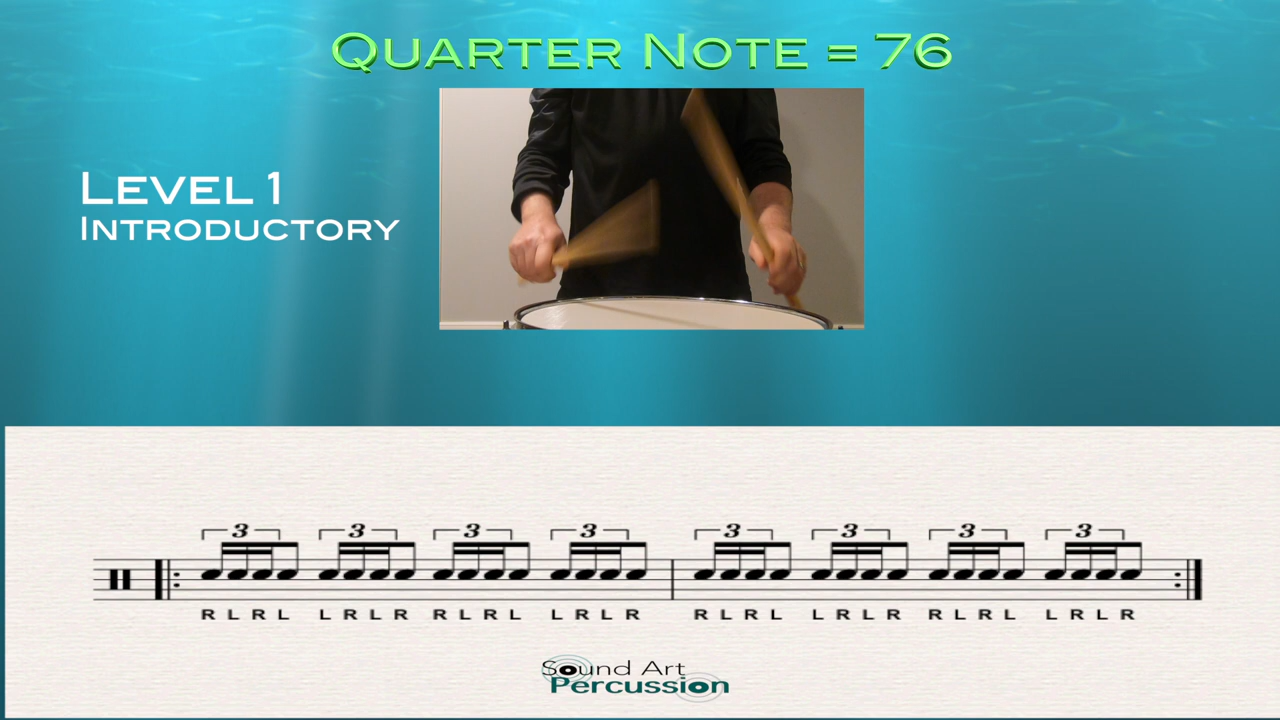 QUARTER NOTE = 76
LEVEL 1
INTRODUCTORY
3 3 3 3 3 3 3 3
R L R L L R L R R L R L L R L R R L R L L R L R R L R L L R L R
Sound Art
Percussion